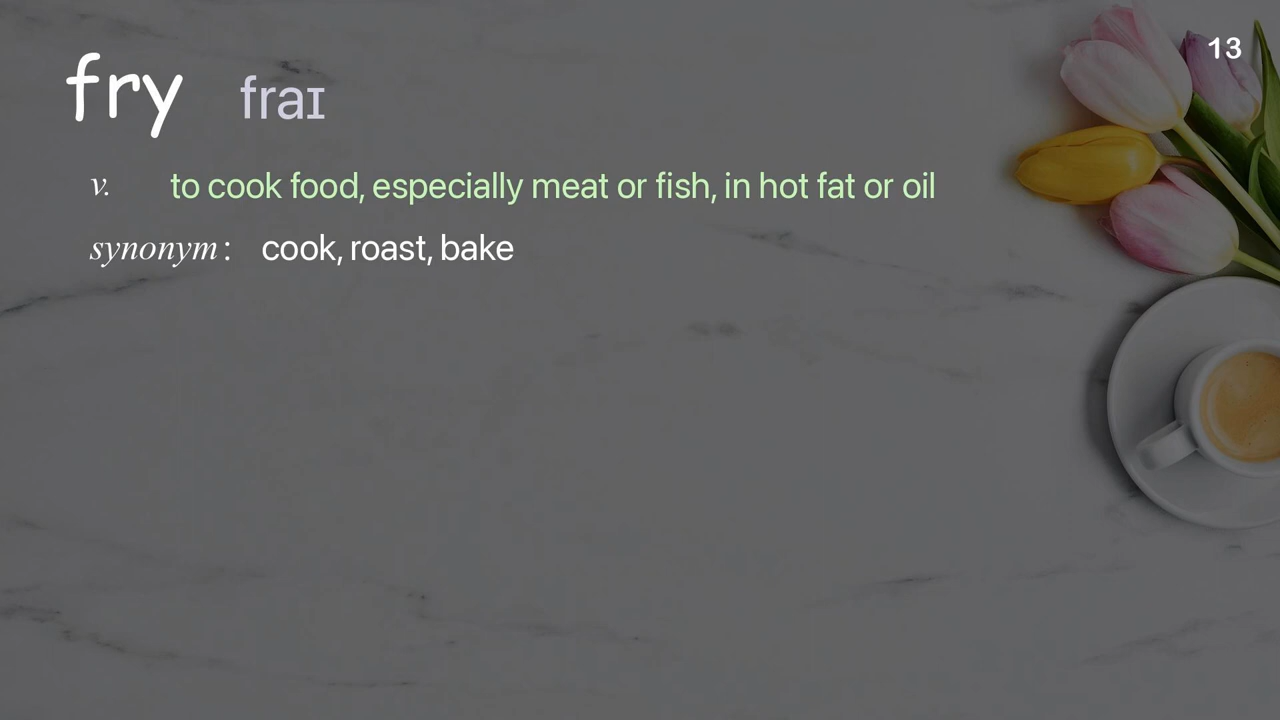 13
fry fraɪ
v. to cook food, especially meat or fish, in hot fat or oil
synonym : cook, roast, bake